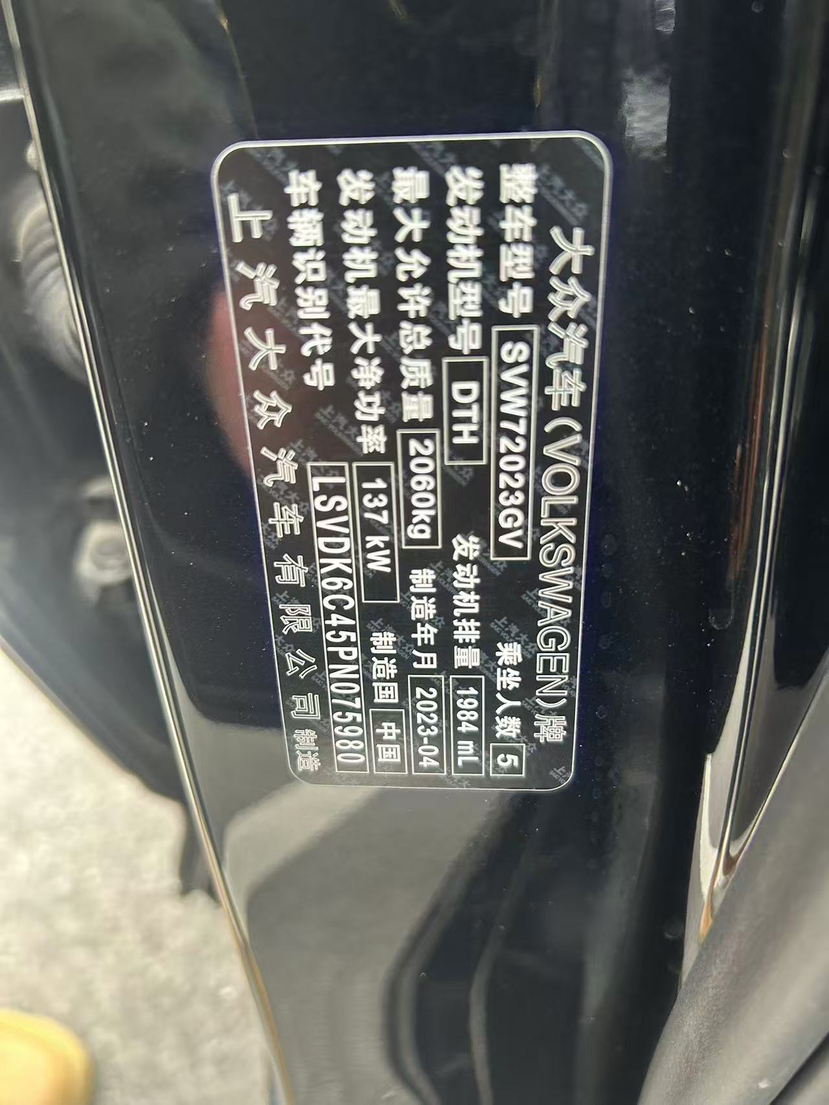 大众汽车(VOLKSWAGEN)牌
整车型号 SVW72023GV 乘坐人数 5
发动机型号 DTH 发动机排量 1984 mL
最大允许总质量 2060kg 制造年月 2023-04
发动机最大净功率 137 kW 制造国 中国
车辆识别代号 LSVDK6C45PN075980
上汽大众汽车有限公司 制造